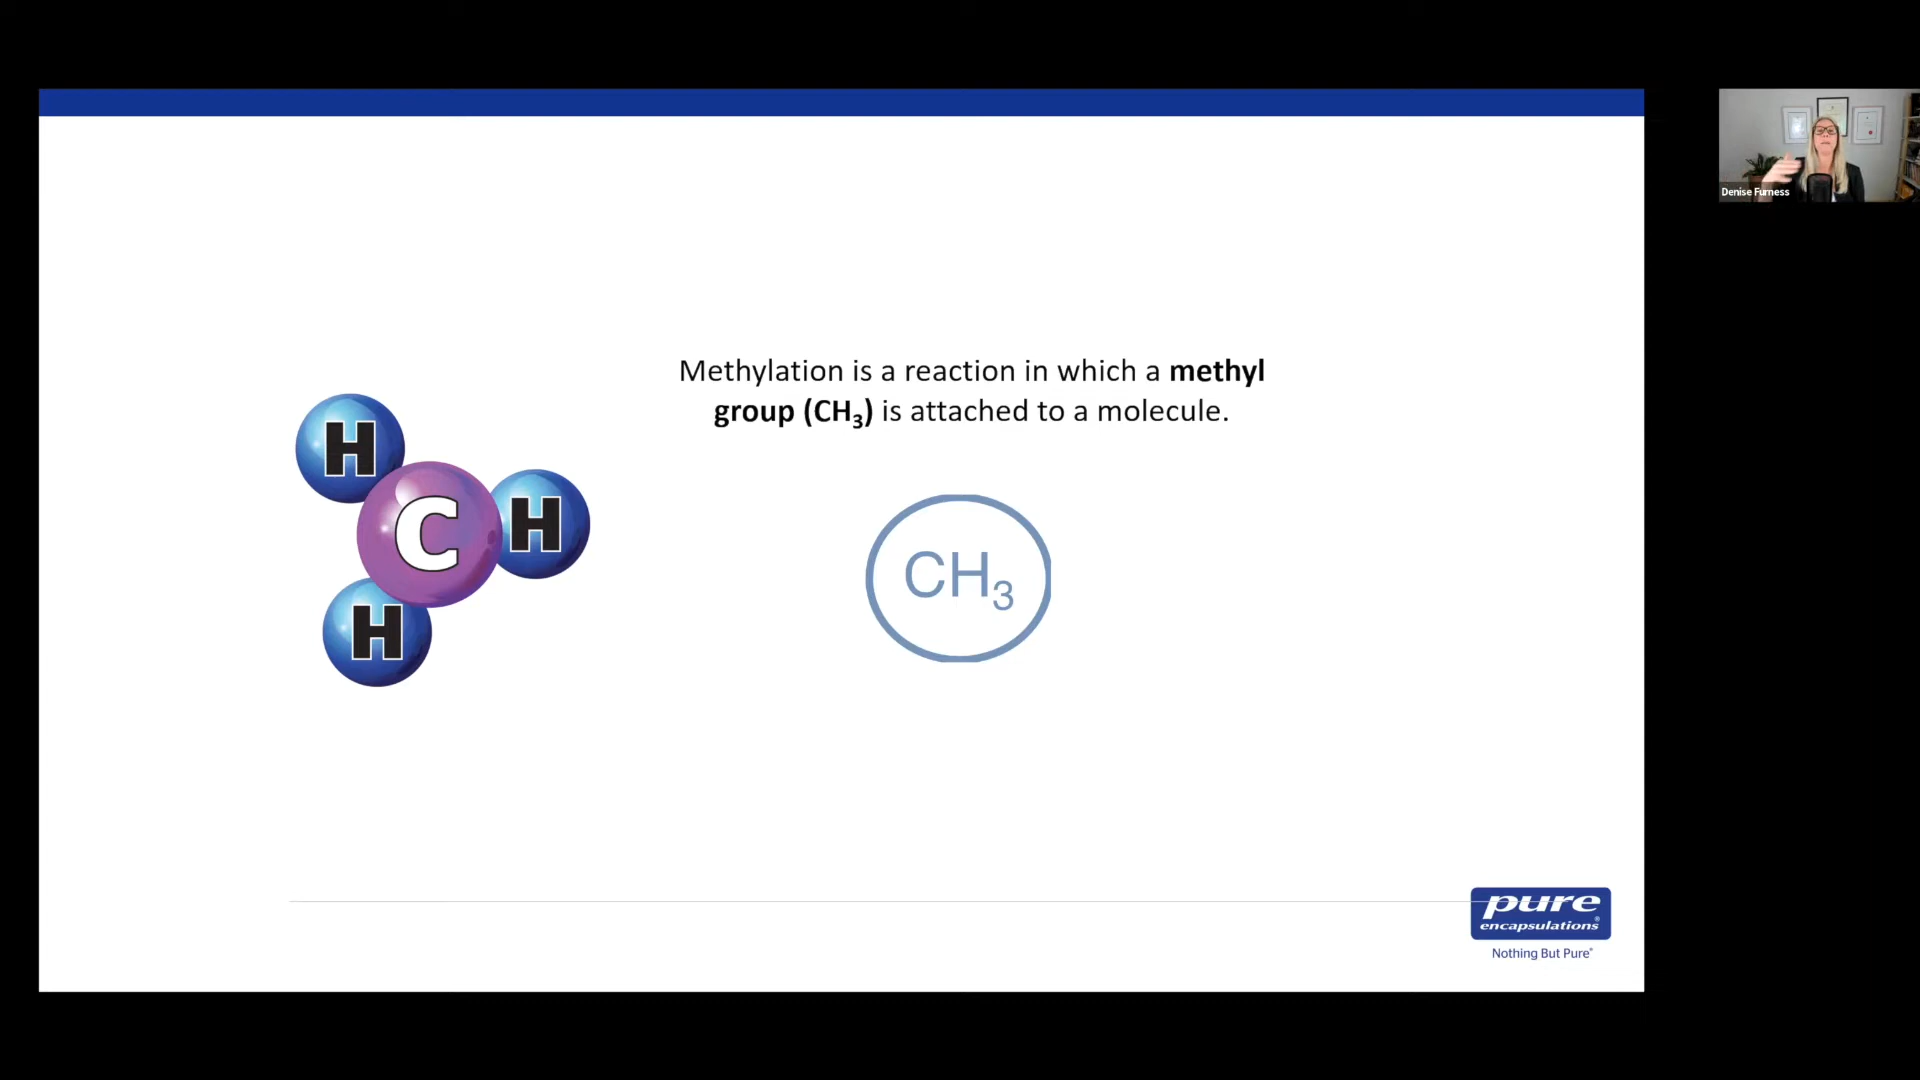 Methylation is a reaction in which a methyl
group (CH₃) is attached to a molecule.
H
C
H
H
CH₃
Denise Furness
pure
encapsulations®
Nothing But Pure®